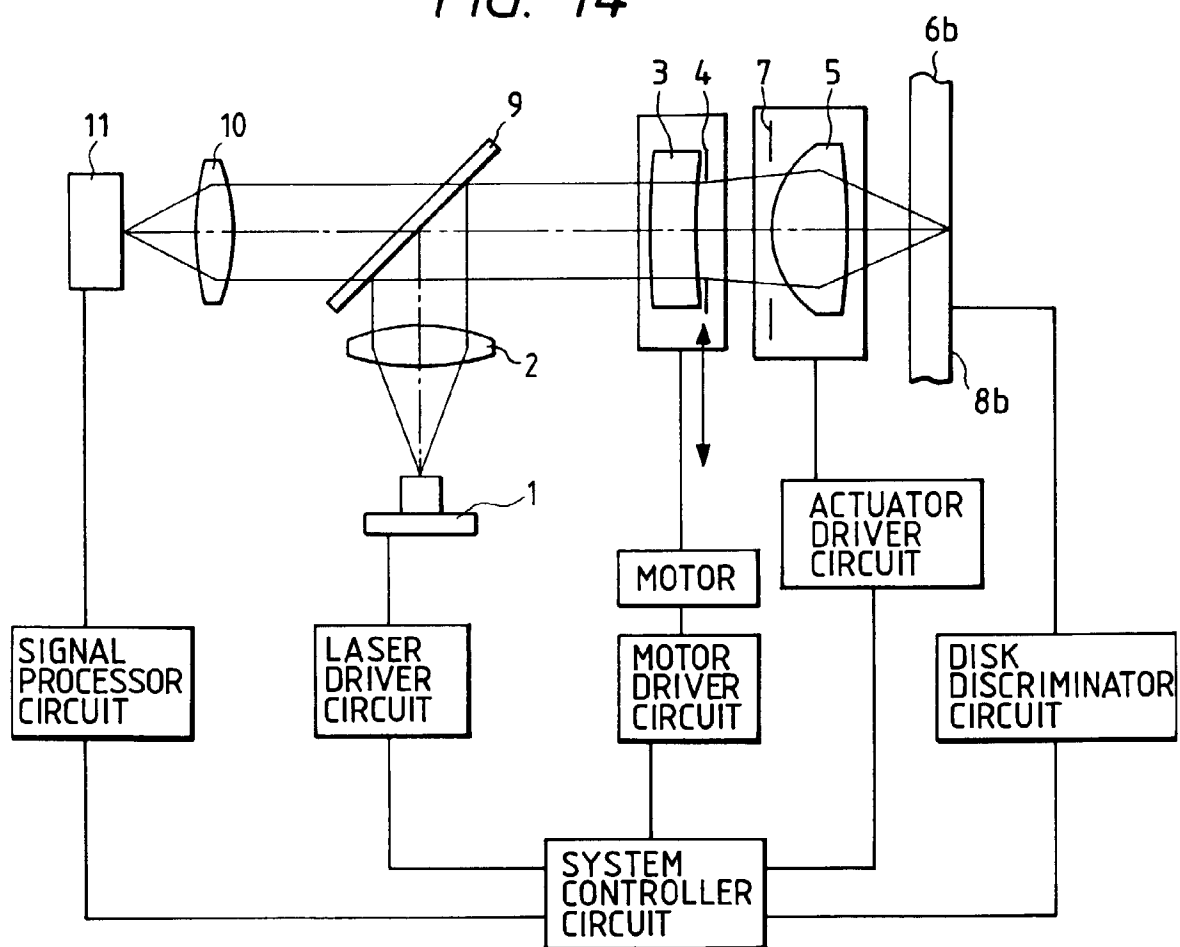 FIG. 14
6b
3
4
7
5
9
10
11
2
8b
1
ACTUATOR
DRIVER
CIRCUIT
MOTOR
SIGNAL
PROCESSOR
CIRCUIT
LASER
DRIVER
CIRCUIT
MOTOR
DRIVER
CIRCUIT
DISK
DISCRIMINATOR
CIRCUIT
SYSTEM
CONTROLLER
CIRCUIT